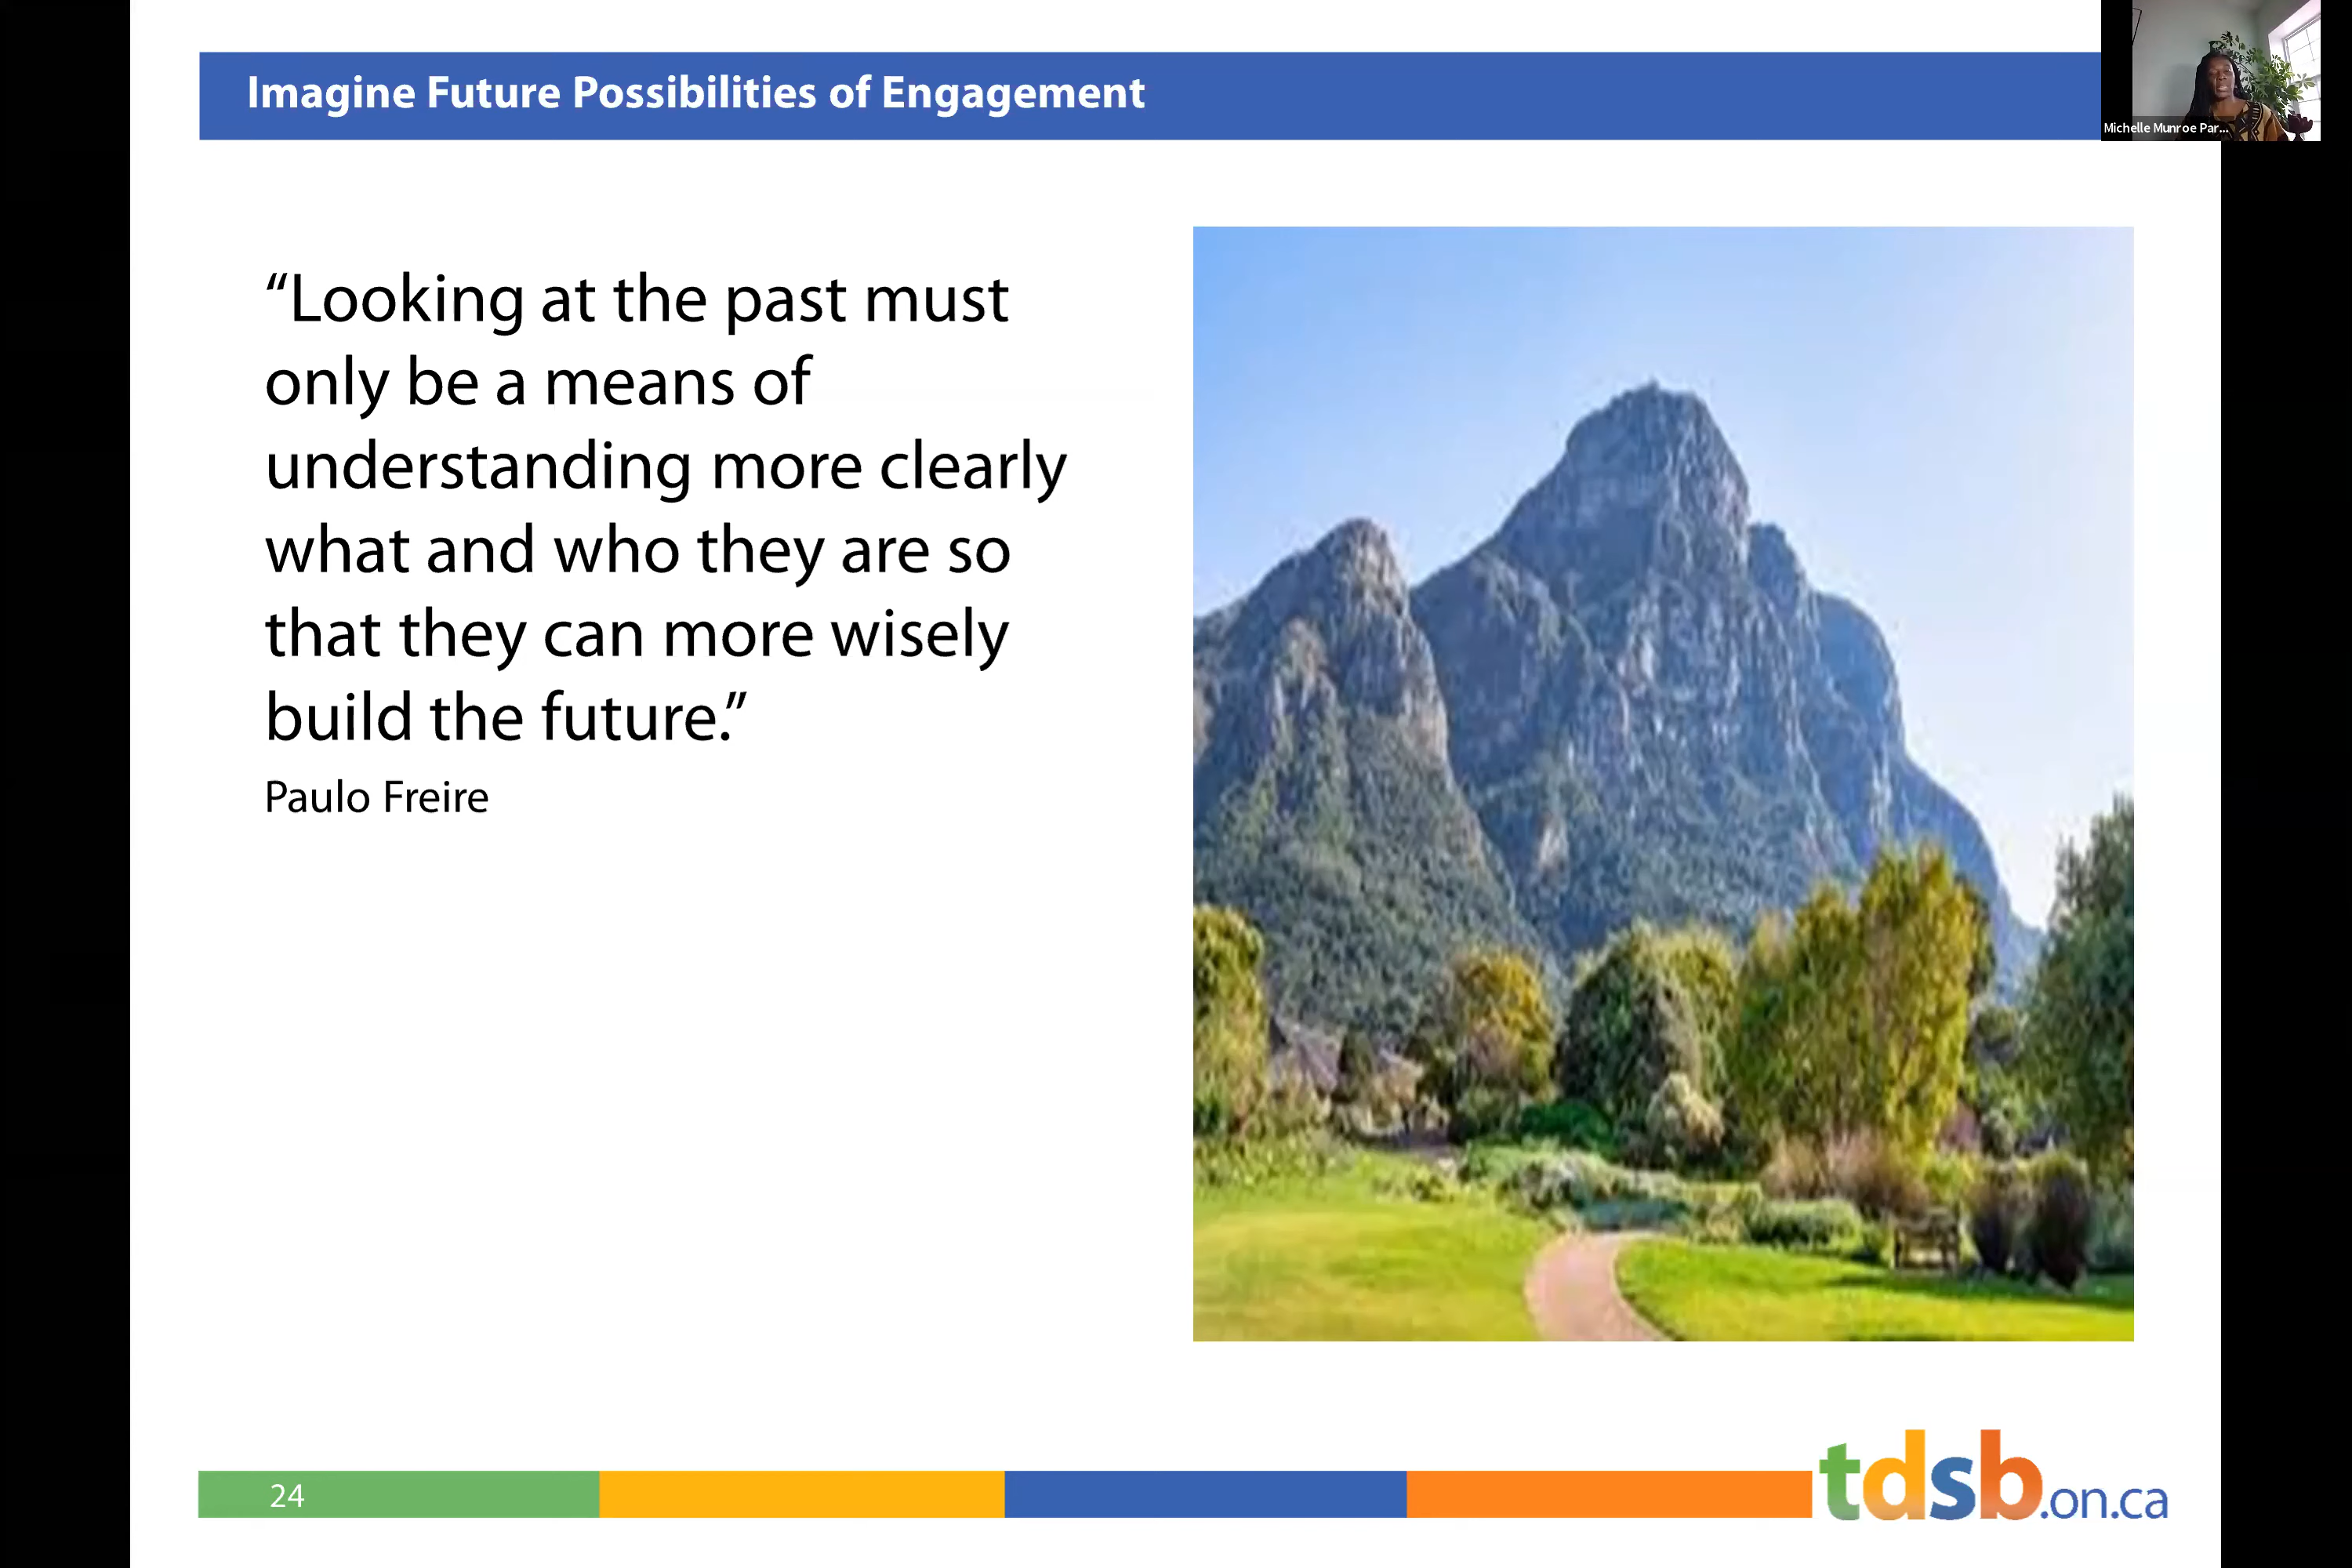 Imagine Future Possibilities of Engagement
Michelle Munroe Par...
“Looking at the past must
only be a means of
understanding more clearly
what and who they are so
that they can more wisely
build the future.”
Paulo Freire
24
tdsb.on.ca